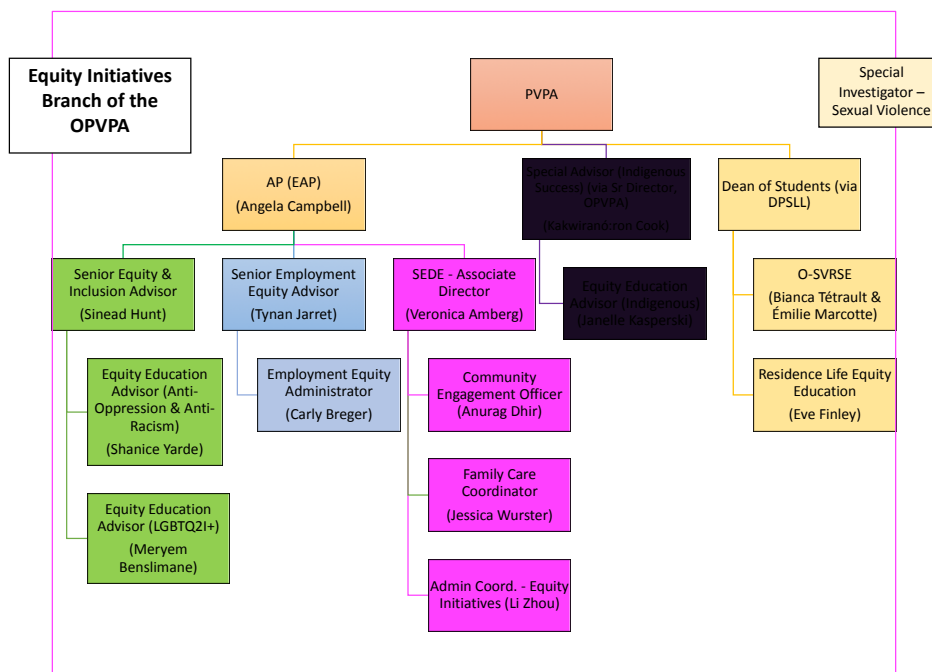 Equity Initiatives
Branch of the
OPVPA
PVPA
Special
Investigator –
Sexual Violence
AP (EAP)
(Angela Campbell)
Special Advisor (Indigenous
Success) (via Sr Director,
OPVPA)
(Kakwiranó:ron Cook)
Dean of Students (via
DPSLL)
Senior Equity &
Inclusion Advisor
(Sinead Hunt)
Senior Employment
Equity Advisor
(Tynan Jarret)
SEDE - Associate
Director
(Veronica Amberg)
Equity Education
Advisor (Indigenous).
(Janelle Kasperski)
O-SVRSE
(Bianca Tétrault &
Émilie Marcotte)
Equity Education
Advisor (Anti-
Oppression & Anti-
Racism)
(Shanice Yarde)
Employment Equity
Administrator
(Carly Breger)
Community
Engagement Officer
(Anurag Dhir)
Residence Life Equity
Education
(Eve Finley)
Equity Education
Advisor (LGBTQ2I+)
(Meryem
Benslimane)
Family Care
Coordinator
(Jessica Wurster)
Admin Coord. - Equity
Initiatives (Li Zhou)